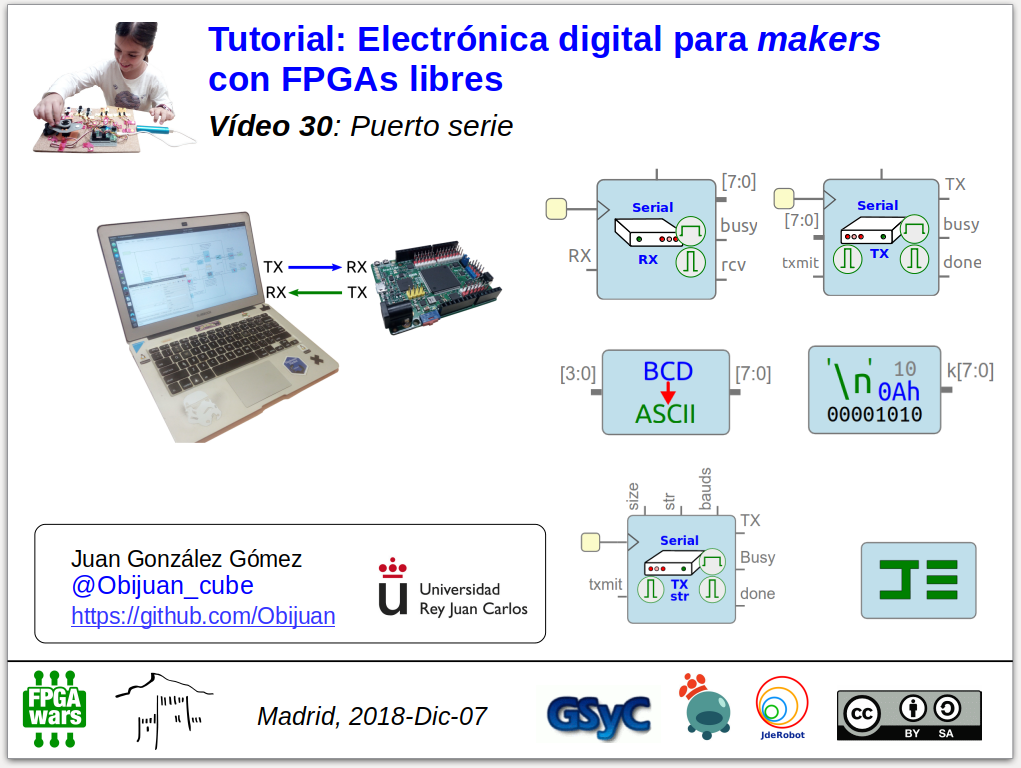 Tutorial: Electrónica digital para makers
con FPGAs libres
Vídeo 30: Puerto serie
TX RX
RX TX
[7:0]
Serial
busy
RX
RX
rcv
TX
[7:0]
Serial
busy
TX
txmit
done
[3:0]
BCD
ASCII
[7:0]
'\n'
10
0Ah
00001010
k[7:0]
size
str
bauds
TX
Serial
Busy
txmit
TX
str
done
JE
Juan González Gómez
@Obijuan_cube
https://github.com/Obijuan
u
Universidad
Rey Juan Carlos
FPGA
wars
Madrid, 2018-Dic-07
GSyC
JdeRobot
cc
BY SA